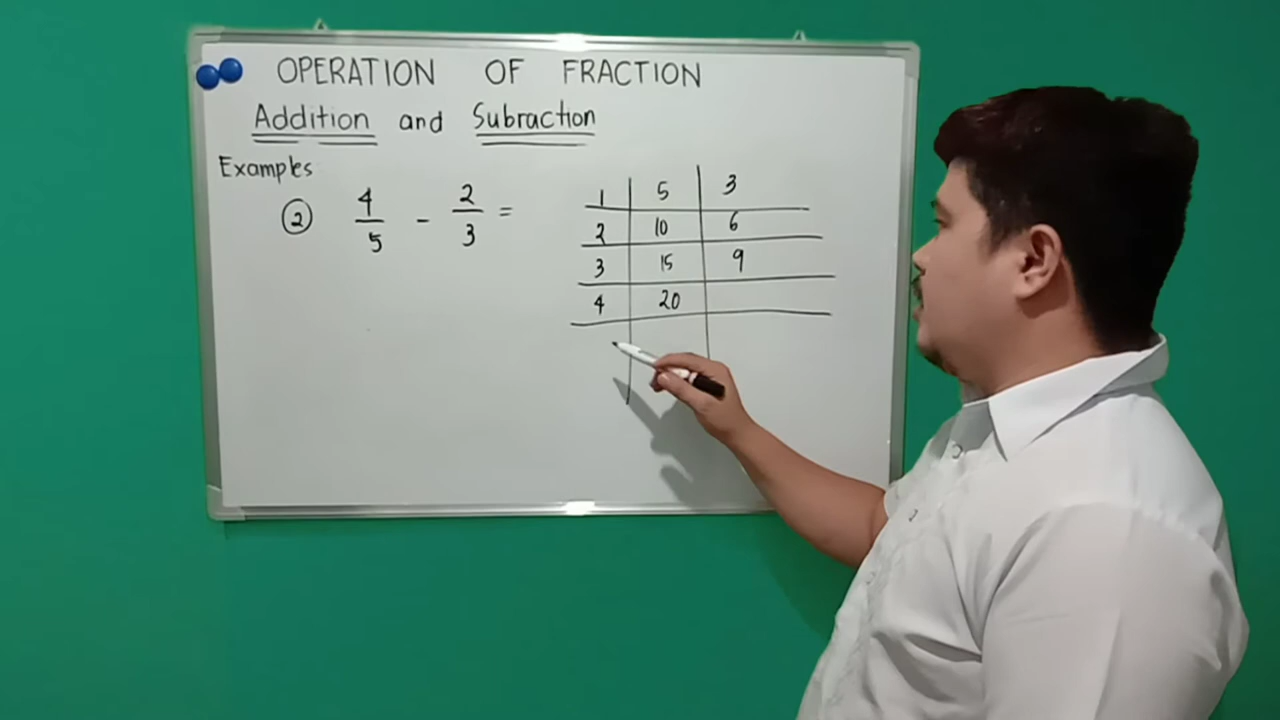 OPERATION OF FRACTION
Addition and Subraction
Examples
② 4/5 - 2/3 =
1 5 3
2 10 6
3 15 9
4 20